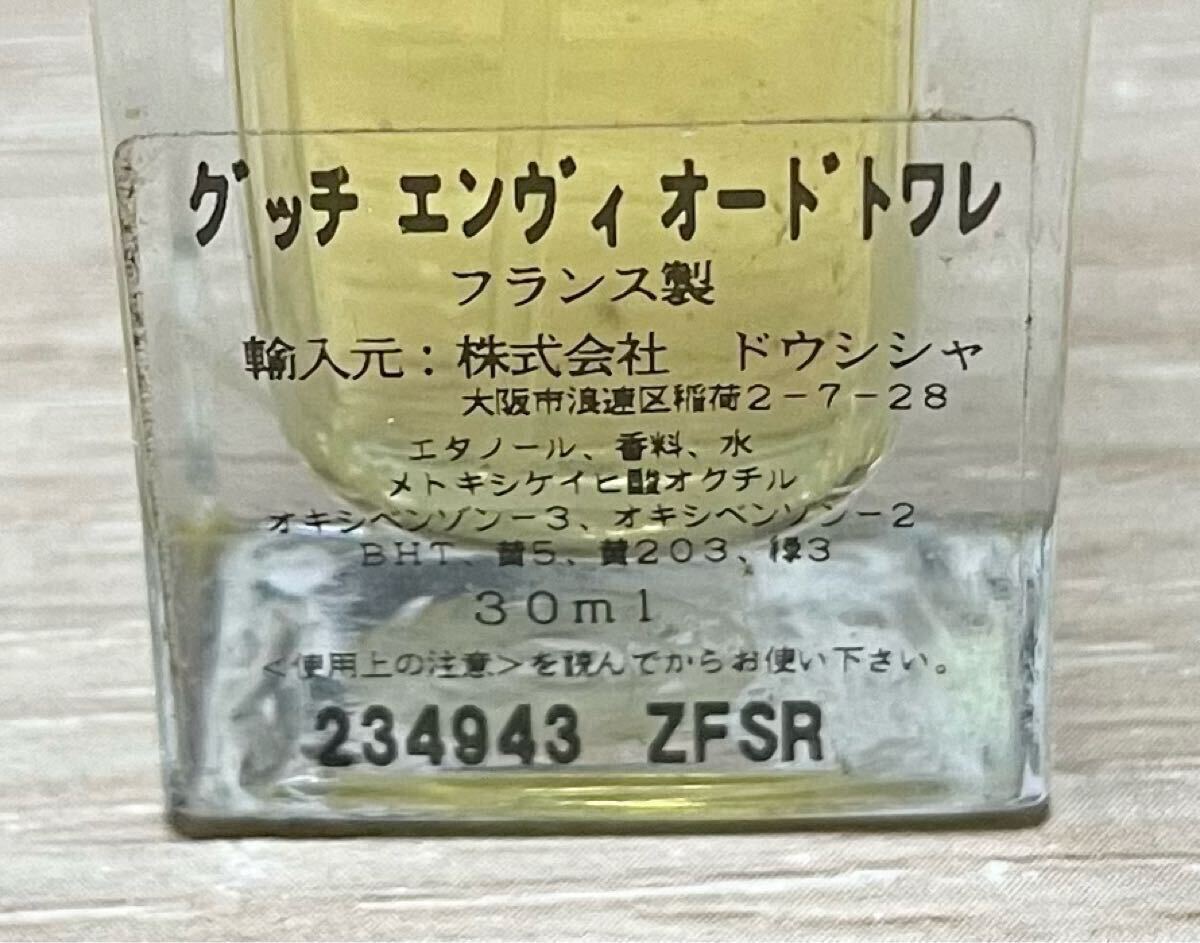 グッチ エンヴィ オードトワレ
フランス製
輸入元：株式会社　ドウシシャ
大阪市浪速区稲荷2－7－28
エタノール、香料、水
メトキシケイヒ酸オクチル
オキシベンゾン－3、オキシベンゾン－2
BHT、黄5、黄203、緑3
30ml
＜使用上の注意＞を読んでからお使い下さい。
234943　ZFSR